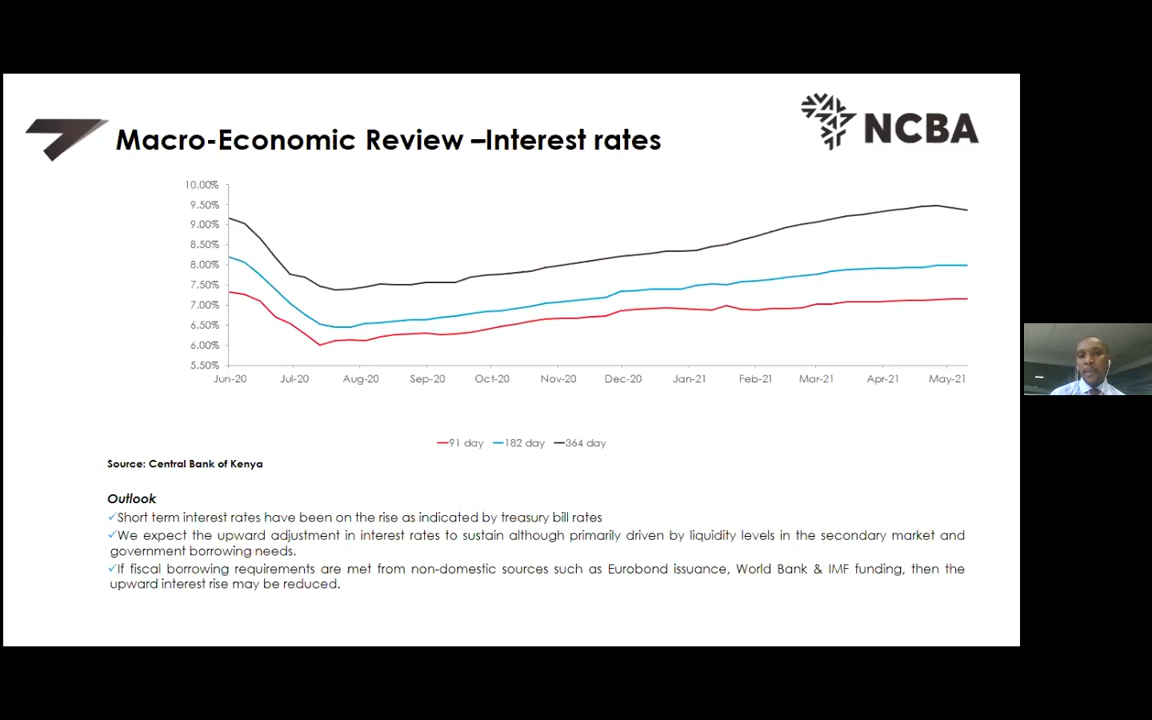 Macro-Economic Review –Interest rates
NCBA
10.00%
9.50%
9.00%
8.50%
8.00%
7.50%
7.00%
6.50%
6.00%
5.50%
Jun-20 Jul-20 Aug-20 Sep-20 Oct-20 Nov-20 Dec-20 Jan-21 Feb-21 Mar-21 Apr-21 May-21
91 day 182 day 364 day
Source: Central Bank of Kenya
Outlook
✓Short term interest rates have been on the rise as indicated by treasury bill rates
✓We expect the upward adjustment in interest rates to sustain although primarily driven by liquidity levels in the secondary market and
government borrowing needs.
✓If fiscal borrowing requirements are met from non-domestic sources such as Eurobond issuance, World Bank & IMF funding, then the
upward interest rise may be reduced.